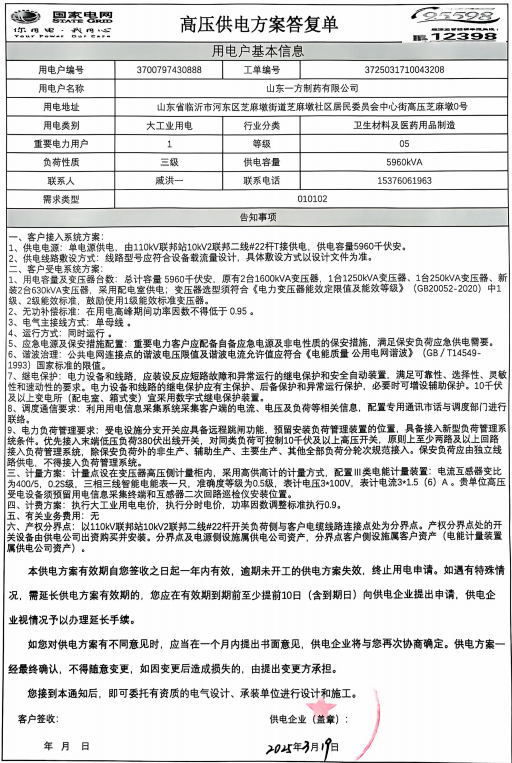 国家电网
STATE GRID
你用电·我用心
Your Power Our Care
高压供电方案答复单
95598
12398
用电户基本信息
用电户编号 3700797430888 工单编号 3725031710043208
用电户名称 山东一方制药有限公司
用电地址 山东省临沂市河东区芝麻墩街道芝麻墩社区居民委员会中心街高压芝麻墩0号
用电类别 大工业用电 行业分类 卫生材料及医药用品制造
重要电力用户 1 等级 05
负荷性质 三级 供电容量 5960kVA
联系人 戚洪一 联系电话 15376061963
需求类型 010102
告知事项
一、客户接入系统方案：
1、供电电源：单电源供电，由110kV联邦站10kV2联邦二线#22杆T接供电，供电容量5960千伏安。
2、供电线路敷设方式：线路型号应符合设备载流量设计，具体敷设方式以设计文件为准。
二、客户受电系统方案：
1、用电容量及变压器台数：总计容量 5960千伏安，原有2台1600kVA变压器、1台1250kVA变压器、1台250kVA变压器、新
装2台630kVA变压器，采用配电室供电；变压器选型须符合《电力变压器能效定限值及能效等级》（GB20052-2020）中1
级、2级能效标准，鼓励使用1级能效标准变压器。
2、无功补偿标准：在用电高峰期间功率因数不得低于 0.95 。
3、电气主接线方式：单母线 。
4、运行方式：同时运行 。
5、应急电源及保安措施配置：重要电力客户应配备自备应急电源及非电性质的保安措施，满足保安负荷应急供电需要。
6、谐波治理：公共电网连接点的谐波电压限值及谐波电流允许值应符合《电能质量 公用电网谐波》（GB／T14549-
1993）国家标准的限值。
7、继电保护：电力设备和线路，应装设反应短路故障和异常运行的继电保护和安全自动装置，满足可靠性、选择性、灵敏
性和速动性的要求。电力设备和线路的继电保护应有主保护、后备保护和异常运行保护，必要时可增设辅助保护。10千伏
及以上变电所（配电室、箱式变）宜采用数字式继电保护装置。
8、调度通信要求：利用用电信息采集系统采集客户端的电流、电压及负荷等相关信息，配置专用通讯市话与调度部门进行
联络。
9、电力负荷管理要求：受电设施分支开关应具备远程跳闸功能，预留安装负荷管理装置的位置，具备接入新型负荷管理系
统条件。优先接入末端低压负荷380伏出线开关，对同类负荷可控制10千伏及以上高压开关，原则上至少两路及以上回路
接入负荷管理系统，除保安负荷外的非生产、辅助生产、主要生产、其他全部负荷分轮次规范接入。保安负荷应由独立线
路供电，不得接入负荷管理系统。
三、计量方案：计量点设在变压器高压侧计量柜内，采用高供高计的计量方式，配置Ⅲ类电能计量装置：电流互感器变比
为400/5，0.2S级，三相三线智能电能表一只，准确度等级为0.5级，表计电压3*100V，表计电流3*1.5（6）A 。贵单位高压
受电设备须预留用电信息采集终端和互感器二次回路巡检仪安装位置。
四、计费方案：执行大工业用电电价，执行分时电价，功率因数调整标准执行0.9。
五、有关业务费用：无
六、产权分界点：以110kV联邦站10kV2联邦二线#22杆开关负荷侧与客户电缆线路连接点处为分界点。产权分界点处的开
关设备由供电公司出资购买并安装。分界点及电源侧设施属供电公司资产，分界点客户侧设施属客户资产（电能计量装置
属供电公司资产）。
本供电方案有效期自您签收之日起一年内有效，逾期未开工的供电方案失效，终止用电申请。如遇有特殊情
况，需延长供电方案有效期的，您应在有效期到期前至少提前10日（含到期日）向供电企业提出申请，供电企
业视情况予以办理延长手续。
如您对供电方案有不同意见时，应当在一个月内提出书面意见，供电企业将与您再次协商确定。供电方案一
经最终确认，不得随意变更，如因变更后造成损失的，由提出变更方承担。
您接到本通知后，即可委托有资质的电气设计、承装单位进行设计和施工。
客户签收： 供电企业（盖章）：
年 月 日 2025年3月19日